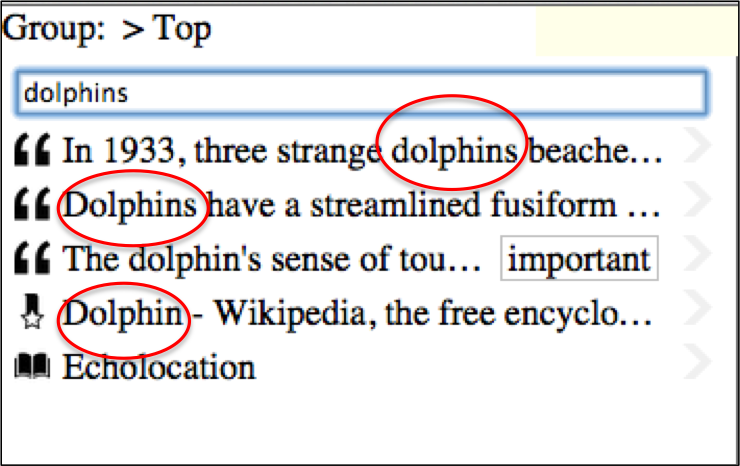 Group: > Top
dolphins
In 1933, three strange dolphins beache...
Dolphins have a streamlined fusiform ...
The dolphin's sense of tou... important
Dolphin - Wikipedia, the free encyclo...
Echolocation